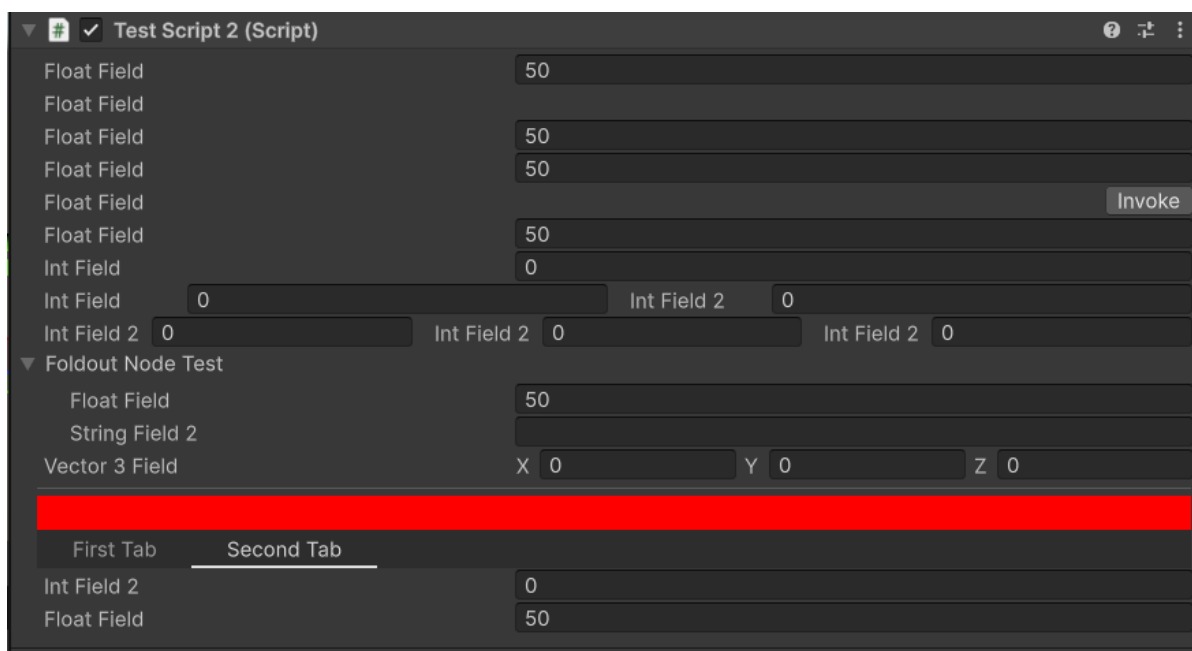 # Test Script 2 (Script)
Float Field 50
Float Field
Float Field 50
Float Field 50
Float Field Invoke
Float Field 50
Int Field 0
Int Field 0 Int Field 2 0
Int Field 2 0 Int Field 2 0 Int Field 2 0
Foldout Node Test
Float Field 50
String Field 2
Vector 3 Field X 0 Y 0 Z 0
First Tab Second Tab
Int Field 2 0
Float Field 50